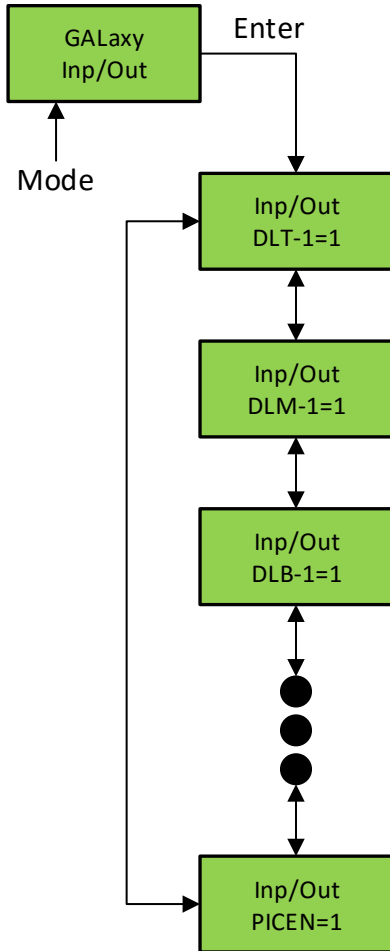 GALaxy
Inp/Out
Enter
Mode
Inp/Out
DLT-1=1
Inp/Out
DLM-1=1
Inp/Out
DLB-1=1
Inp/Out
PICEN=1